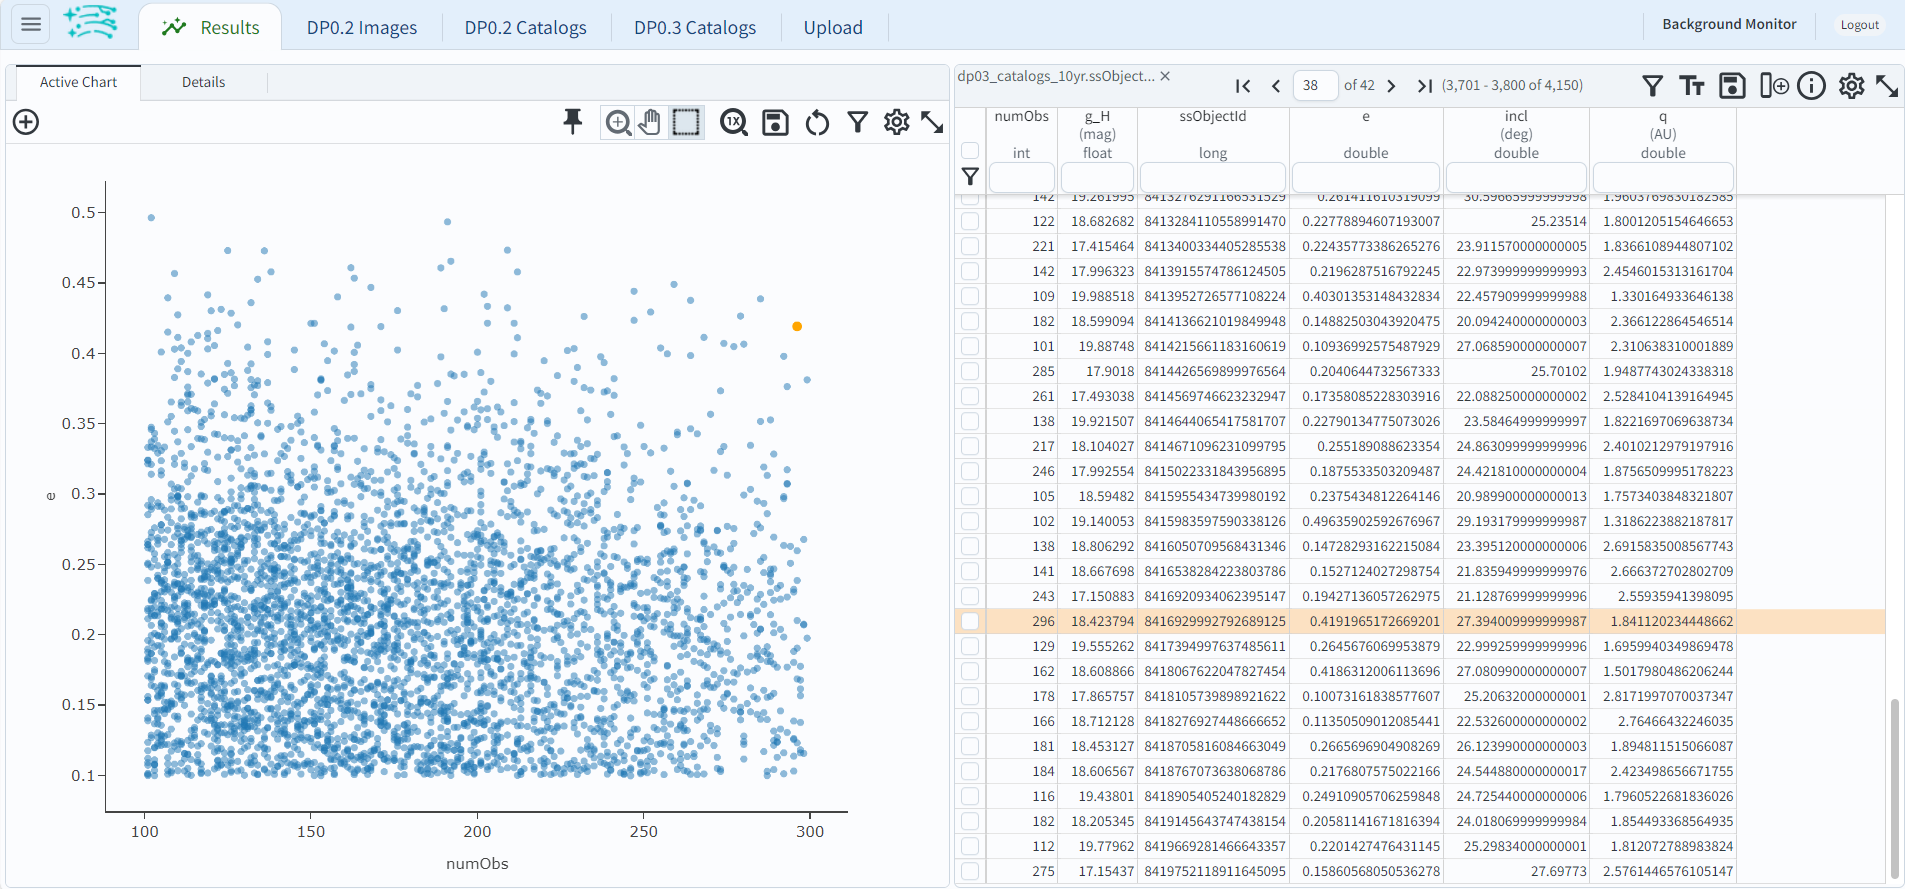 Results
DP0.2 Images
DP0.2 Catalogs
DP0.3 Catalogs
Upload
Background Monitor
Logout
Active Chart
Details
1X
0.5
0.45
0.4
0.35
0.3
0.25
0.2
0.15
0.1
e
100 150 200 250 300
numObs
dp03_catalogs_10yr.ssObject...
38 of 42 (3,701 - 3,800 of 4,150)
numObs g_H ssObjectId e incl q
(mag) (deg) (AU)
int float long double double double
142 19.261995 8413276291166531529 0.261411610319099 30.59665999999998 1.9603769830182585
122 18.682682 8413284110558991470 0.22778894607193007 25.23514 1.8001205154646653
221 17.415464 8413400334405285538 0.22435773386265276 23.911570000000005 1.8366108944807102
142 17.996323 8413915574786124505 0.2196287516792245 22.973999999999993 2.4546015313161704
109 19.988518 8413952726577108224 0.40301353148432834 22.457909999999988 1.330164933646138
182 18.599094 8414136621019849948 0.14882503043920475 20.094240000000003 2.366122864546514
101 19.88748 8414215661183160619 0.10936992575487929 27.068590000000007 2.310638310001889
285 17.9018 8414426569899976564 0.2040644732567333 25.70102 1.9487743024338318
261 17.493038 8414569746623232947 0.17358085228303916 22.088250000000002 2.5284104139164945
138 19.921507 8414644065417581707 0.22790134775073026 23.58464999999997 1.8221697069638734
217 18.104027 8414671096231099795 0.255189088623354 24.863099999999996 2.4010212979197916
246 17.992554 8415022331843956895 0.1875533503209487 24.421810000000004 1.8756509995178223
105 18.59482 8415955434739980192 0.2375434812264146 20.989900000000013 1.7573403848321807
102 19.140053 8415983597590338126 0.49635902592676967 29.193179999999987 1.3186223882187817
138 18.806292 8416050709568431346 0.14728293162215084 23.395120000000006 2.6915835008567743
141 18.667698 8416538284223803786 0.1527124027298754 21.835949999999976 2.666372702802709
243 17.150883 8416920934062395147 0.19427136057262975 21.128769999999996 2.55935941398095
296 18.423794 8416929992792689125 0.4191965172669201 27.394009999999987 1.841120234448662
129 19.555262 8417394997637485611 0.2645676069953879 22.999259999999996 1.6959940349869478
162 18.608866 8418067622047827454 0.4186312006113696 27.080990000000007 1.5017980486206244
178 17.865757 8418105739898921622 0.10073161838577607 25.20632000000001 2.8171997070037347
166 18.712128 8418276927448666652 0.11350509012085441 22.532600000000002 2.76466432246035
181 18.453127 8418705816084663049 0.2665696904908269 26.123990000000003 1.894811515066087
184 18.606567 8418767073638068786 0.2176807575022166 24.544880000000017 2.423498656671755
116 19.43801 8418905405240182829 0.24910905706259848 24.725440000000006 1.7960522681836026
182 18.205345 8419145643747438154 0.20581141671816394 24.018069999999984 1.854493368564935
112 19.77962 8419669281466643357 0.2201427476431145 25.29834000000001 1.812072788983824
275 17.15437 8419752118911645095 0.15860568050536278 27.69773 2.5761446576105147